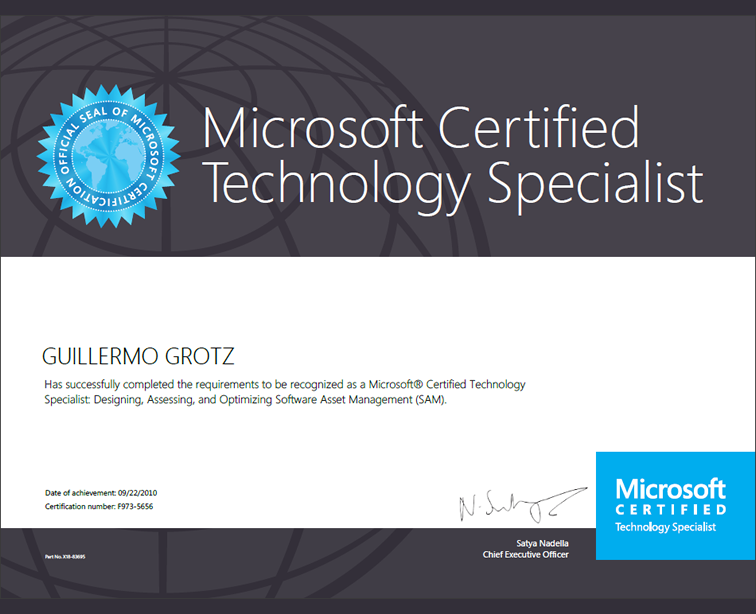 OFFICIAL SEAL OF MICROSOFT CERTIFICATION
Microsoft Certified
Technology Specialist
GUILLERMO GROTZ
Has successfully completed the requirements to be recognized as a Microsoft® Certified Technology
Specialist: Designing, Assessing, and Optimizing Software Asset Management (SAM).
Date of achievement: 09/22/2010
Certification number: F973-5656
Microsoft
CERTIFIED
Technology Specialist
Satya Nadella
Chief Executive Officer
Part No. X18-83695